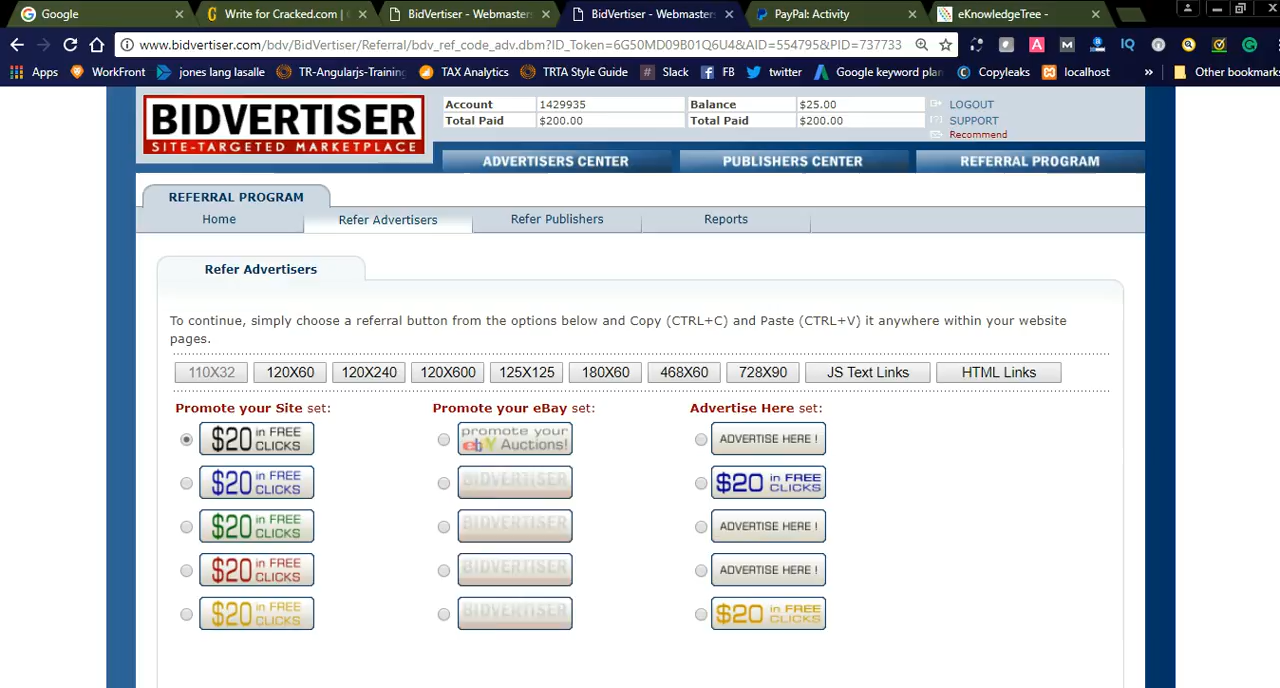 Google
Write for Cracked.com |
BidVertiser - Webmaster
BidVertiser - Webmaster
PayPal: Activity
eKnowledgeTree -
www.bidvertiser.com/bdv/BidVertiser/Referral/bdv_ref_code_adv.dbm?ID_Token=6G50MD09B01Q6U4&AID=554795&PID=737733
Apps
WorkFront
jones lang lasalle
TR-Angularjs-Training
TAX Analytics
TRTA Style Guide
Slack
FB
twitter
Google keyword plan
Copyleaks
localhost
»
Other bookmarks
BIDVERTISER
SITE-TARGETED MARKETPLACE
Account 1429935 Balance $25.00
Total Paid $200.00 Total Paid $200.00
LOGOUT
SUPPORT
Recommend
ADVERTISERS CENTER
PUBLISHERS CENTER
REFERRAL PROGRAM
REFERRAL PROGRAM
Home
Refer Advertisers
Refer Publishers
Reports
Refer Advertisers
To continue, simply choose a referral button from the options below and Copy (CTRL+C) and Paste (CTRL+V) it anywhere within your website
pages.
110X32
120X60
120X240
120X600
125X125
180X60
468X60
728X90
JS Text Links
HTML Links
Promote your Site set:
Promote your eBay set:
Advertise Here set:
$20 in FREE CLICKS
promote your ebY Auctions!
ADVERTISE HERE !
$20 in FREE CLICKS
BIDVERTISER
$20 in FREE CLICKS
$20 in FREE CLICKS
BIDVERTISER
ADVERTISE HERE !
$20 in FREE CLICKS
BIDVERTISER
ADVERTISE HERE !
$20 in FREE CLICKS
BIDVERTISER
$20 in FREE CLICKS